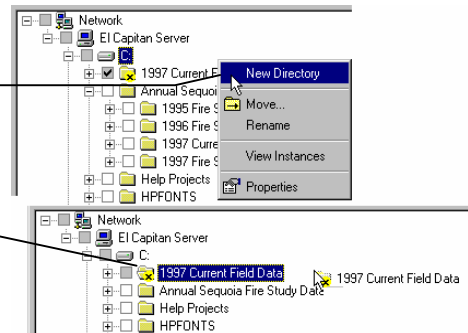 Network
El Capitan Server
C:
1997 Current F
New Directory
Annual Sequoi
Move...
1995 Fire S
Rename
1996 Fire S
1997 Curre
View Instances
1997 Fire S
Help Projects
Properties
HPFONTS
Network
El Capitan Server
C:
1997 Current Field Data
1997 Current Field Data
Annual Sequoia Fire Study Data
Help Projects
HPFONTS